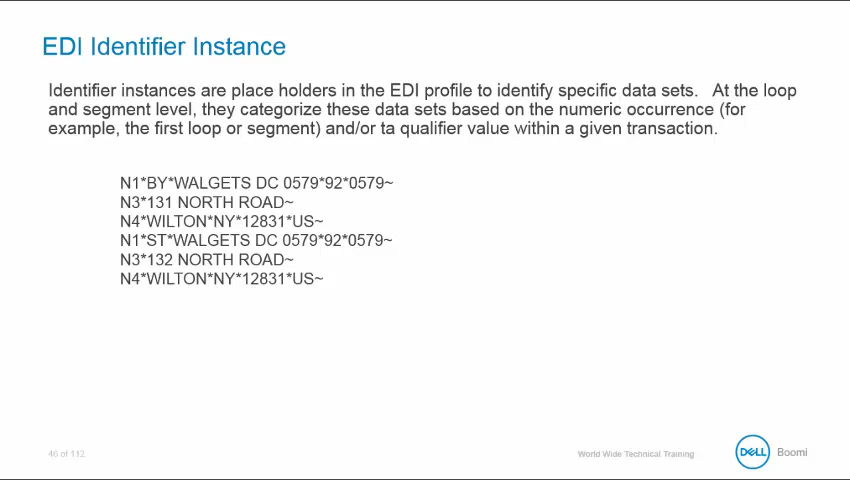 EDI Identifier Instance
Identifier instances are place holders in the EDI profile to identify specific data sets.   At the loop
and segment level, they categorize these data sets based on the numeric occurrence (for
example, the first loop or segment) and/or ta qualifier value within a given transaction.
N1*BY*WALGETS DC 0579*92*0579~
N3*131 NORTH ROAD~
N4*WILTON*NY*12831*US~
N1*ST*WALGETS DC 0579*92*0579~
N3*132 NORTH ROAD~
N4*WILTON*NY*12831*US~
46 of 112
World Wide Technical Training
DELL Boomi